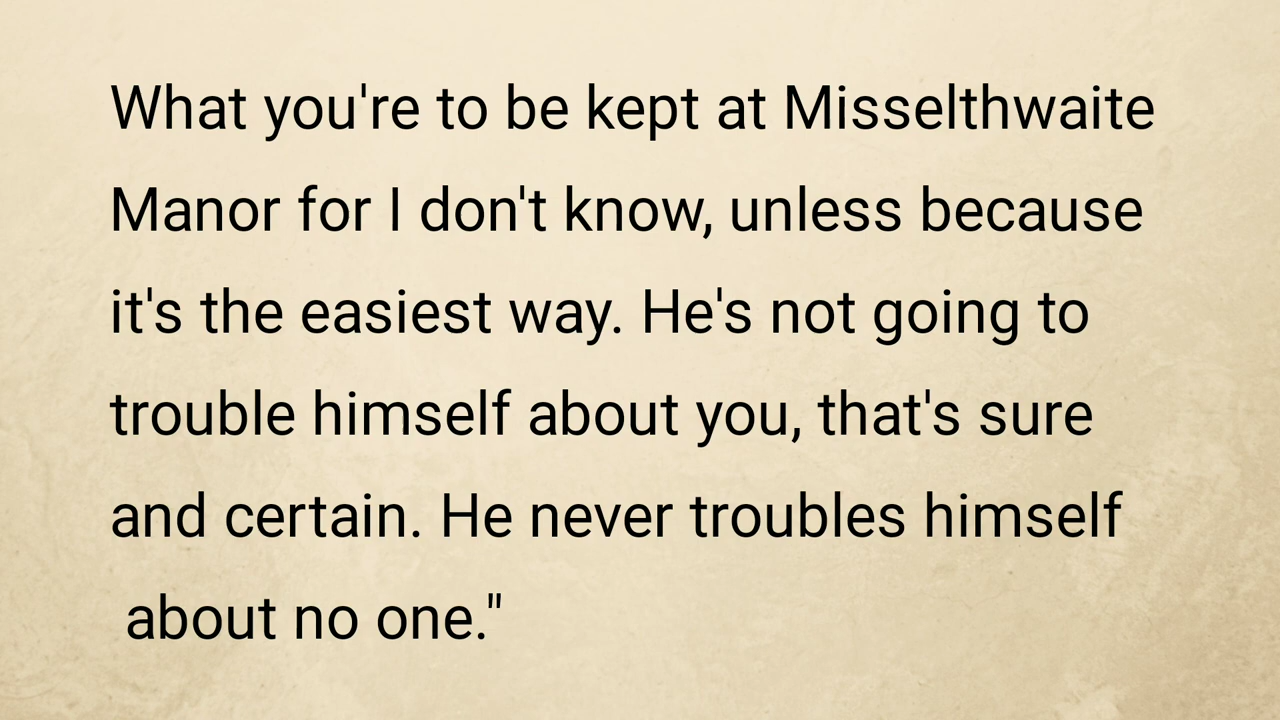 What you're to be kept at Misselthwaite
Manor for I don't know, unless because
it's the easiest way. He's not going to
trouble himself about you, that's sure
and certain. He never troubles himself
about no one."